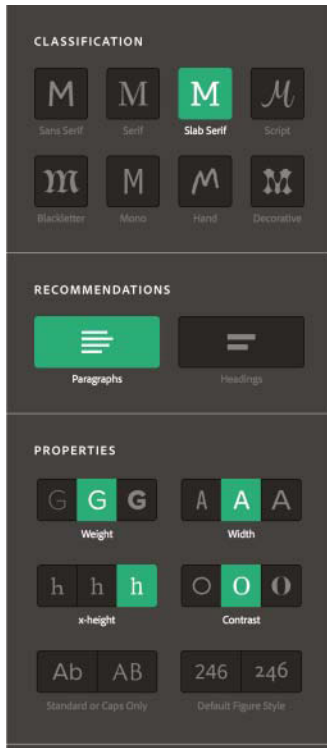 CLASSIFICATION
M M M M
Sans Serif Serif Slab Serif Script
m M M M
Blackletter Mono Hand Decorative
RECOMMENDATIONS
Paragraphs Headings
PROPERTIES
G G G A A A
Weight Width
h h h O O O
x-height Contrast
Ab AB 246 246
Standard or Caps Only Default Figure Style